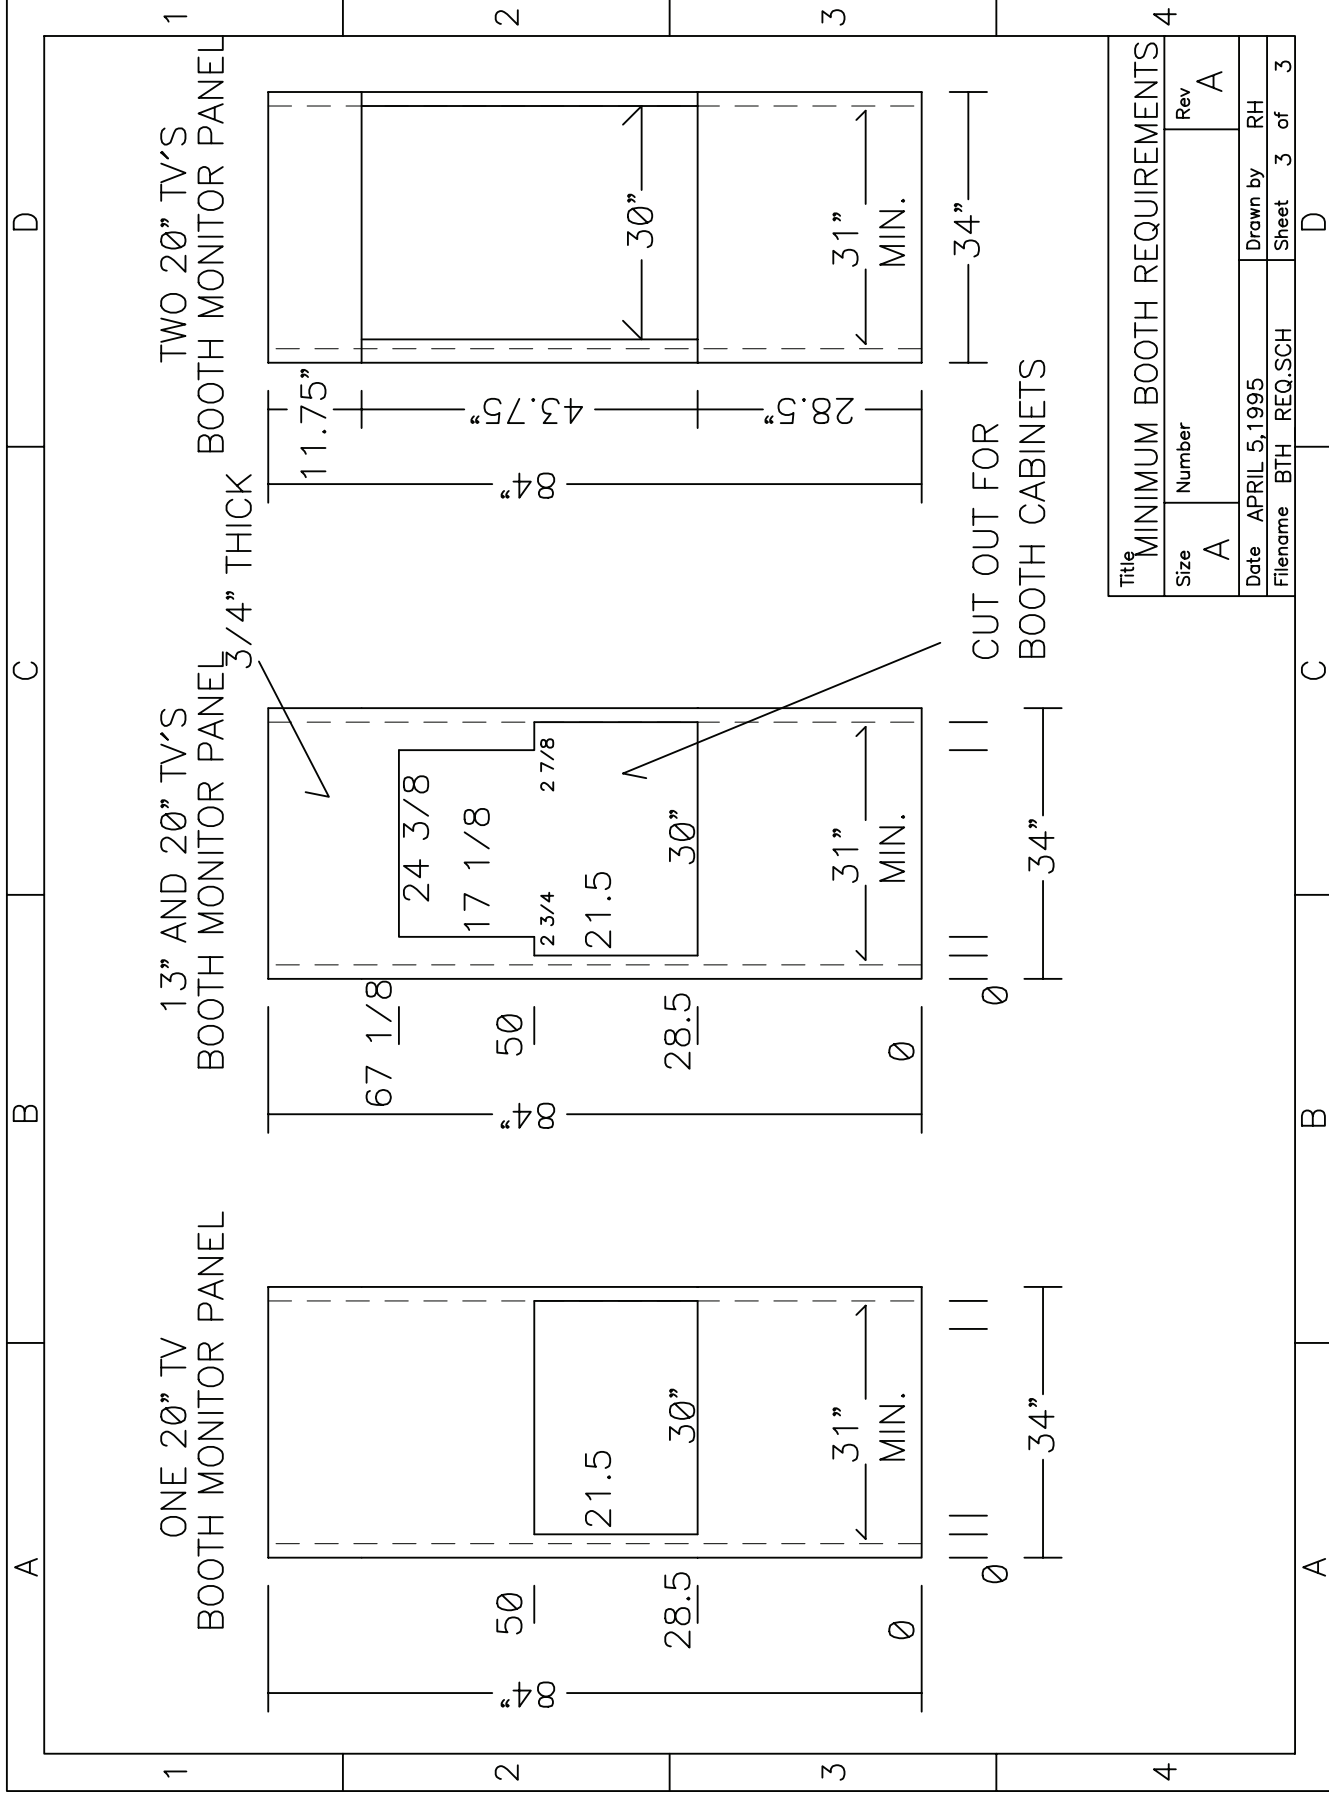 A
B
C
D
1
2
3
4
ONE 20" TV
BOOTH MONITOR PANEL
84"
50
28.5
0
21.5
30"
31"
MIN.
0
34"
13" AND 20" TV'S
BOOTH MONITOR PANEL
3/4" THICK
84"
67 1/8
50
28.5
0
24 3/8
17 1/8
2 3/4
2 7/8
21.5
30"
31"
MIN.
0
34"
CUT OUT FOR
BOOTH CABINETS
TWO 20" TV'S
BOOTH MONITOR PANEL
84"
11.75"
43.75"
28.5"
30"
31"
MIN.
34"
Title
MINIMUM BOOTH REQUIREMENTS
Size
A
Number
Rev
A
Date APRIL 5,1995
Drawn by RH
Filename BTH REQ.SCH
Sheet 3 of 3
1
2
3
4
A
B
C
D